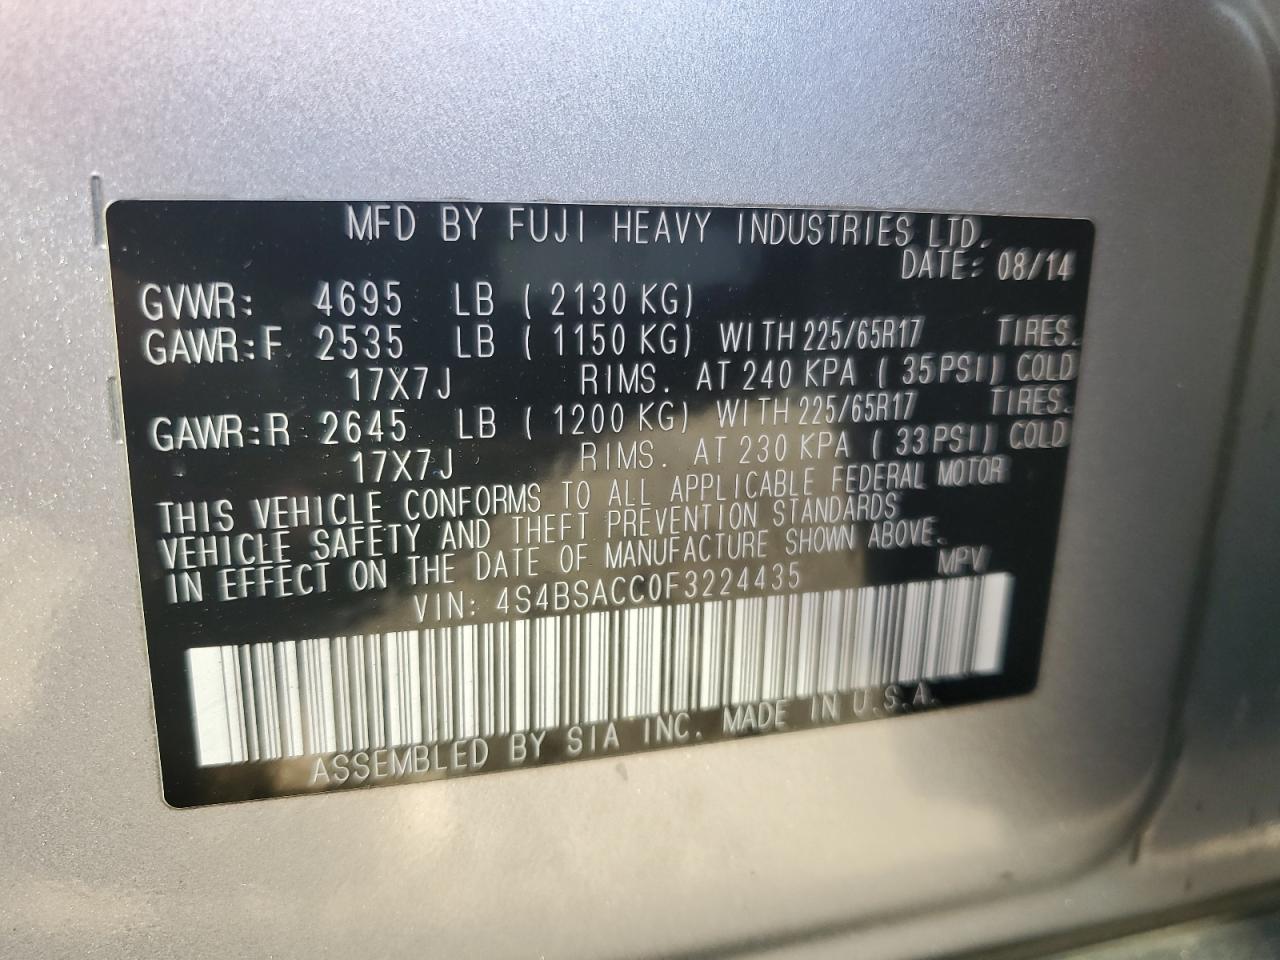 MFD BY FUJI HEAVY INDUSTRIES LTD.
DATE: 08/14
GVWR: 4695 LB ( 2130 KG)
GAWR:F 2535 LB ( 1150 KG) WITH 225/65R17 TIRES.
17X7J RIMS. AT 240 KPA ( 35PSI) COLD
GAWR:R 2645 LB ( 1200 KG) WITH 225/65R17 TIRES.
17X7J RIMS. AT 230 KPA ( 33PSI) COLD
THIS VEHICLE CONFORMS TO ALL APPLICABLE FEDERAL MOTOR
VEHICLE SAFETY AND THEFT PREVENTION STANDARDS
IN EFFECT ON THE DATE OF MANUFACTURE SHOWN ABOVE.
VIN: 4S4BSACC0F3224435 MPV
ASSEMBLED BY SIA INC. MADE IN U.S.A.